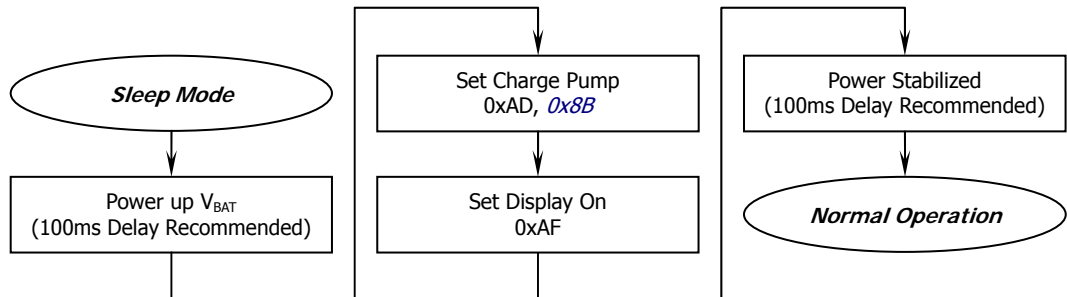 Sleep Mode
Power up VBAT
(100ms Delay Recommended)
Set Charge Pump
0xAD, 0x8B
Set Display On
0xAF
Power Stabilized
(100ms Delay Recommended)
Normal Operation